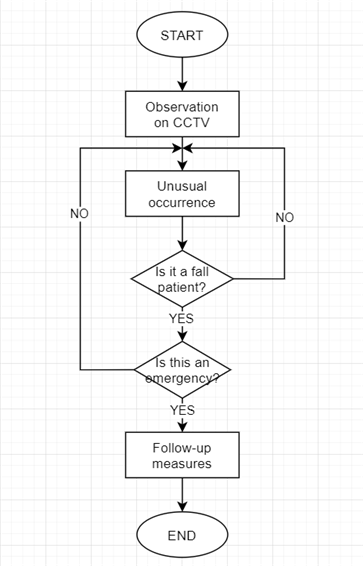 START
Observation
on CCTV
Unusual
occurrence
NO
NO
Is it a fall
patient?
YES
Is this an
emergency?
YES
Follow-up
measures
END